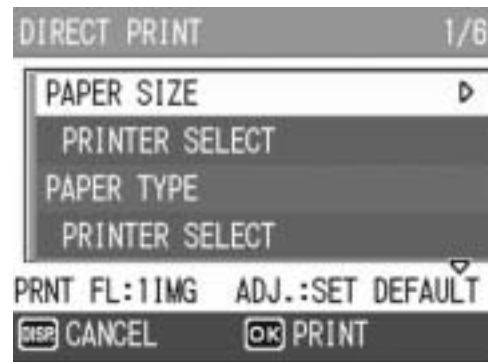 DIRECT PRINT 1/6
PAPER SIZE
PRINTER SELECT
PAPER TYPE
PRINTER SELECT
PRNT FL:1IMG ADJ.:SET DEFAULT
DISP. CANCEL OK PRINT